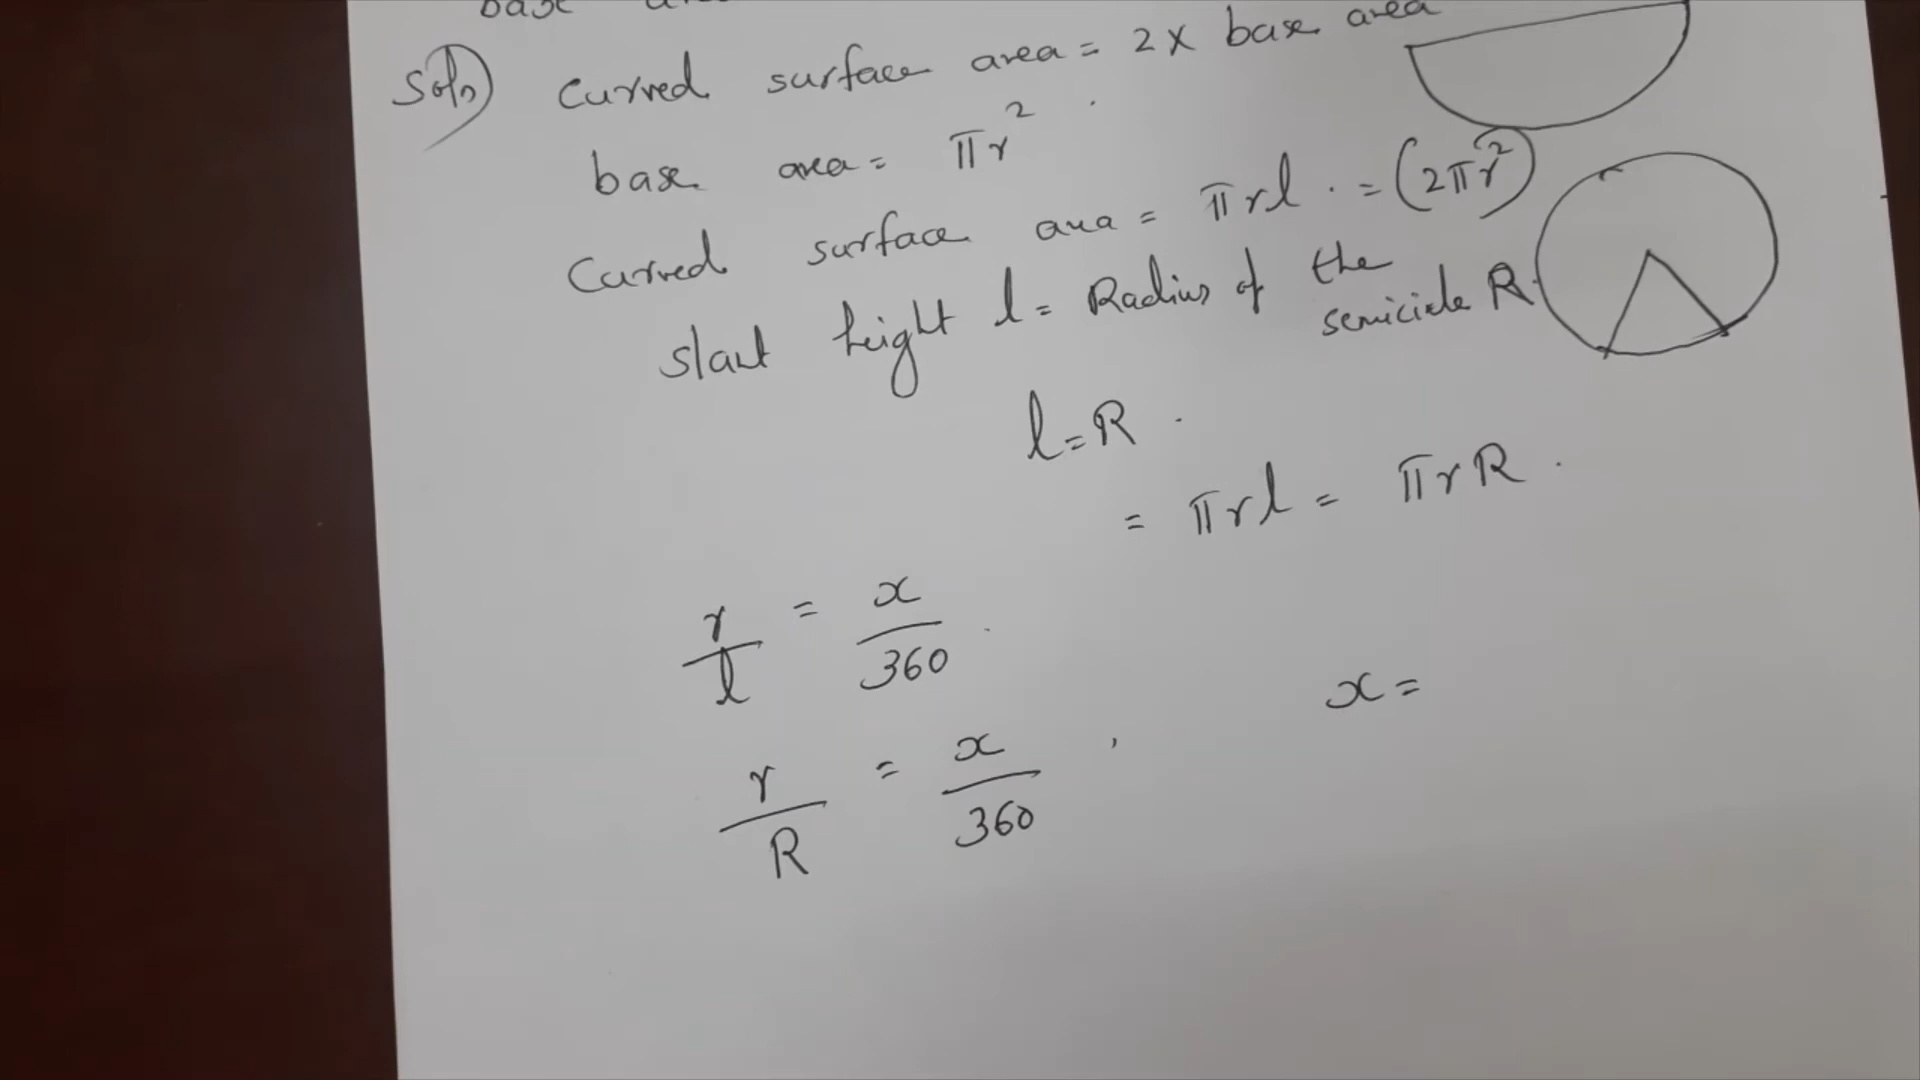 base
Soln) Curved surface area = 2 X base area
base area = πr²
Curved surface area = πrl = (2πr²)
slant height l = Radius of the semicircle R
l = R
= πrl = πrR
r/l = x/360
x =
r/R = x/360